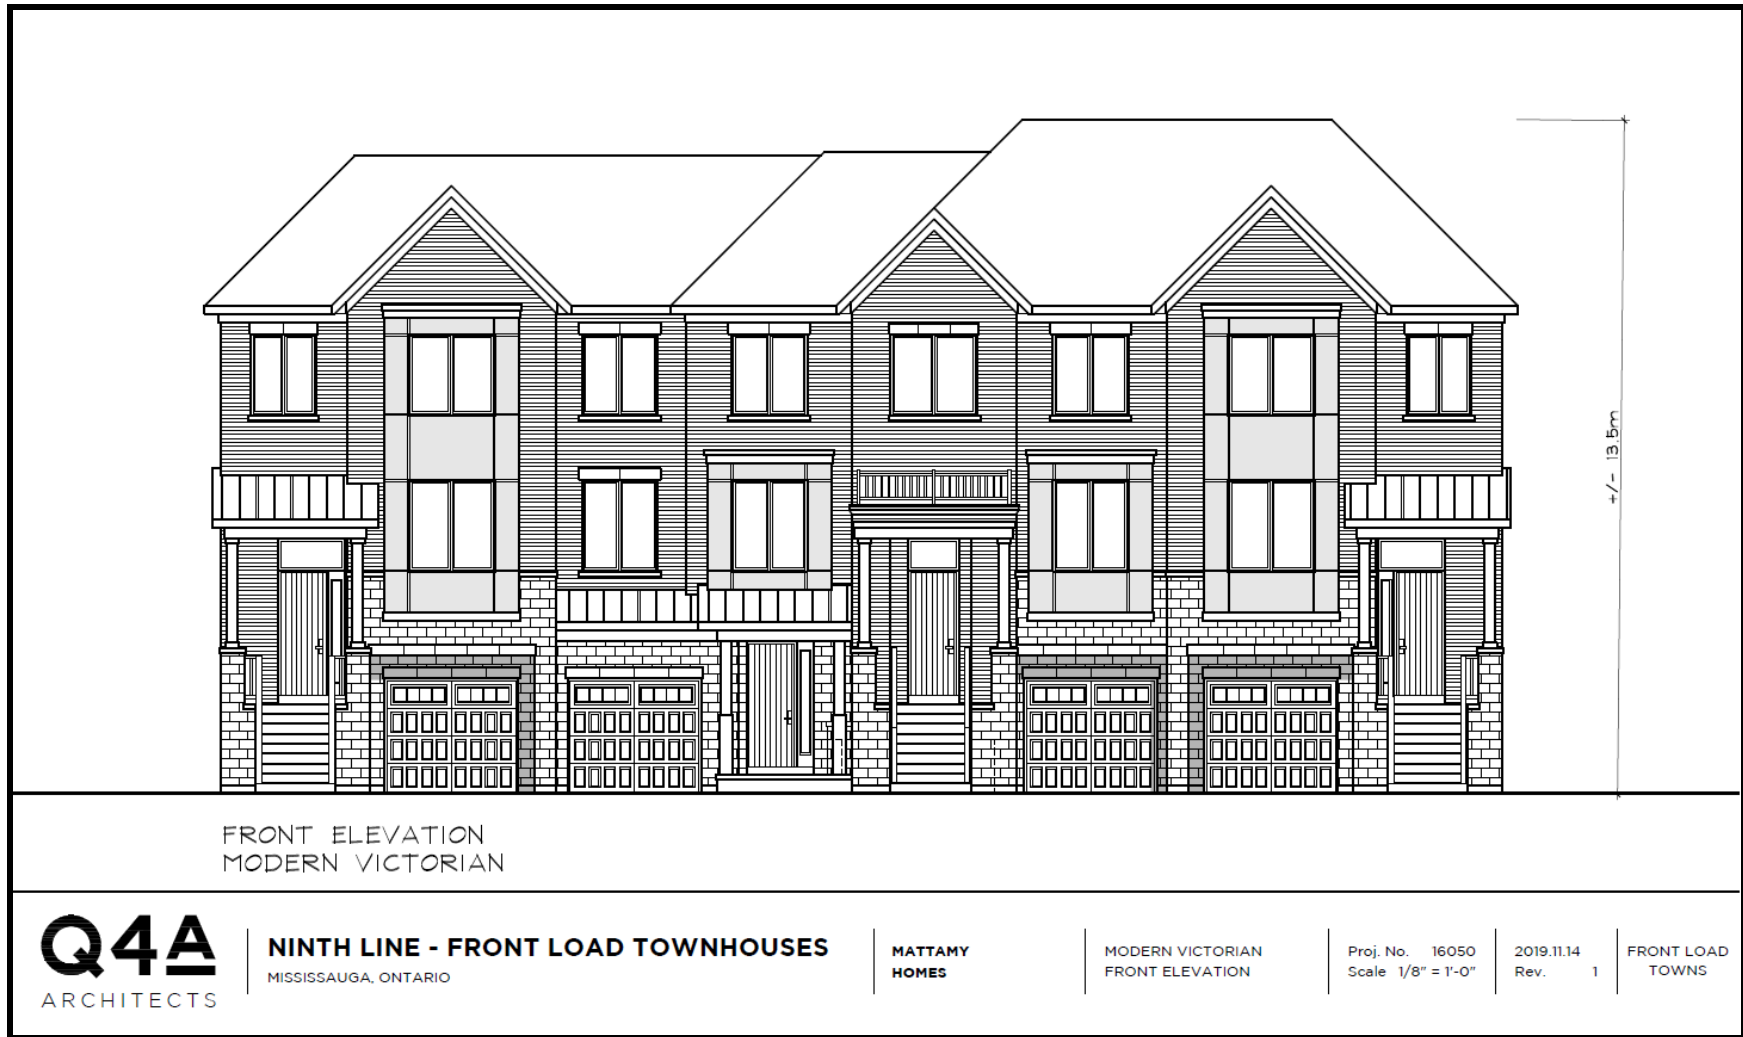 +/- 13.5m
FRONT ELEVATION
MODERN VICTORIAN
Q4A
ARCHITECTS
NINTH LINE - FRONT LOAD TOWNHOUSES
MISSISSAUGA, ONTARIO
MATTAMY
HOMES
MODERN VICTORIAN
FRONT ELEVATION
Proj. No. 16050
Scale 1/8" = 1'-0"
2019.11.14
Rev. 1
FRONT LOAD
TOWNS